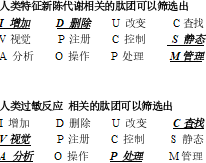 人类特征新陈代谢相关的肽团可以筛选出
I 增加 D 删除 U 改变 C 查找
V 视觉 P 注册 C 控制 S 静态
A 分析 O 操作 P 处理 M 管理
人类过敏反应 相关的肽团可以筛选出
I 增加 D 删除 U 改变 C 查找
V 视觉 P 注册 C 控制 S 静态
A 分析 O 操作 P 处理 M 管理